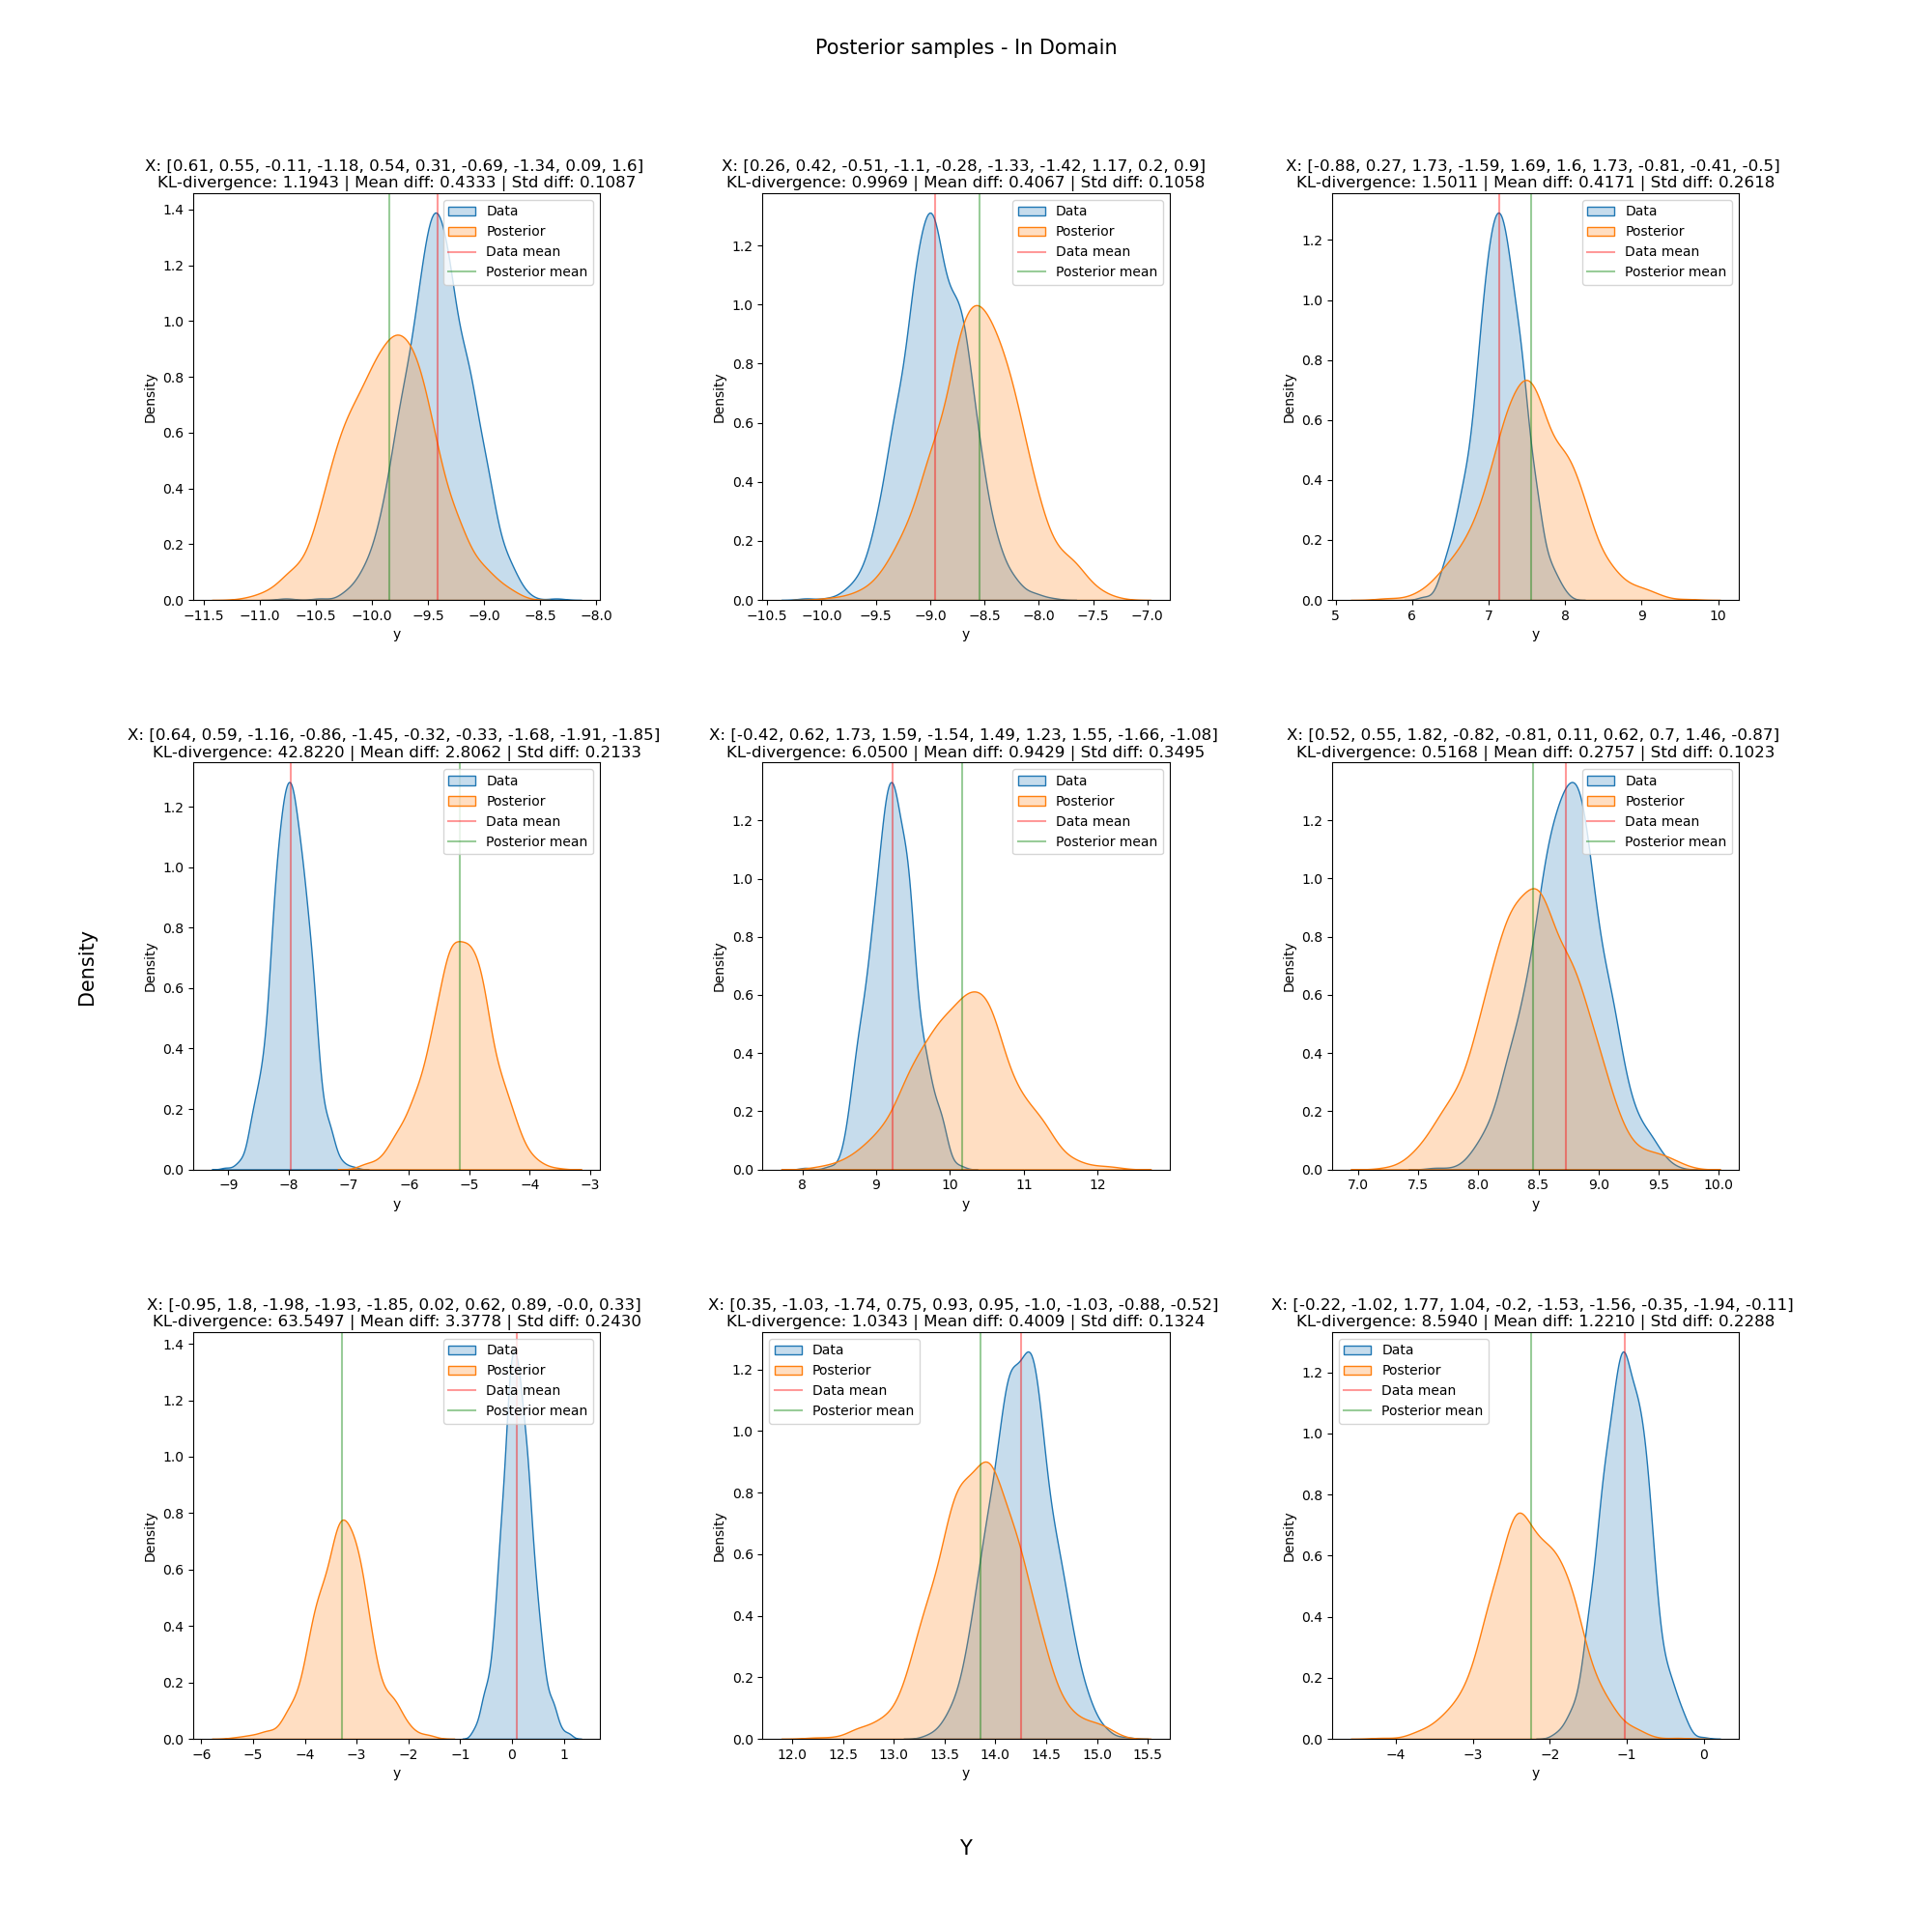 Posterior samples - In Domain
X: [0.61, 0.55, -0.11, -1.18, 0.54, 0.31, -0.69, -1.34, 0.09, 1.6]
KL-divergence: 1.1943 | Mean diff: 0.4333 | Std diff: 0.1087
Data
Posterior
Data mean
Posterior mean
Density
1.4
1.2
1.0
0.8
0.6
0.4
0.2
0.0
−11.5 −11.0 −10.5 −10.0 −9.5 −9.0 −8.5 −8.0
y
X: [0.26, 0.42, -0.51, -1.1, -0.28, -1.33, -1.42, 1.17, 0.2, 0.9]
KL-divergence: 0.9969 | Mean diff: 0.4067 | Std diff: 0.1058
Data
Posterior
Data mean
Posterior mean
Density
1.2
1.0
0.8
0.6
0.4
0.2
0.0
−10.5 −10.0 −9.5 −9.0 −8.5 −8.0 −7.5 −7.0
y
X: [-0.88, 0.27, 1.73, -1.59, 1.69, 1.6, 1.73, -0.81, -0.41, -0.5]
KL-divergence: 1.5011 | Mean diff: 0.4171 | Std diff: 0.2618
Data
Posterior
Data mean
Posterior mean
Density
1.2
1.0
0.8
0.6
0.4
0.2
0.0
5 6 7 8 9 10
y
Density
X: [0.64, 0.59, -1.16, -0.86, -1.45, -0.32, -0.33, -1.68, -1.91, -1.85]
KL-divergence: 42.8220 | Mean diff: 2.8062 | Std diff: 0.2133
Data
Posterior
Data mean
Posterior mean
Density
1.2
1.0
0.8
0.6
0.4
0.2
0.0
−9 −8 −7 −6 −5 −4 −3
y
X: [-0.42, 0.62, 1.73, 1.59, -1.54, 1.49, 1.23, 1.55, -1.66, -1.08]
KL-divergence: 6.0500 | Mean diff: 0.9429 | Std diff: 0.3495
Data
Posterior
Data mean
Posterior mean
Density
1.2
1.0
0.8
0.6
0.4
0.2
0.0
8 9 10 11 12
y
X: [0.52, 0.55, 1.82, -0.82, -0.81, 0.11, 0.62, 0.7, 1.46, -0.87]
KL-divergence: 0.5168 | Mean diff: 0.2757 | Std diff: 0.1023
Data
Posterior
Data mean
Posterior mean
Density
1.2
1.0
0.8
0.6
0.4
0.2
0.0
7.0 7.5 8.0 8.5 9.0 9.5 10.0
y
X: [-0.95, 1.8, -1.98, -1.93, -1.85, 0.02, 0.62, 0.89, -0.0, 0.33]
KL-divergence: 63.5497 | Mean diff: 3.3778 | Std diff: 0.2430
Data
Posterior
Data mean
Posterior mean
Density
1.4
1.2
1.0
0.8
0.6
0.4
0.2
0.0
−6 −5 −4 −3 −2 −1 0 1
y
X: [0.35, -1.03, -1.74, 0.75, 0.93, 0.95, -1.0, -1.03, -0.88, -0.52]
KL-divergence: 1.0343 | Mean diff: 0.4009 | Std diff: 0.1324
Data
Posterior
Data mean
Posterior mean
Density
1.2
1.0
0.8
0.6
0.4
0.2
0.0
12.0 12.5 13.0 13.5 14.0 14.5 15.0 15.5
y
X: [-0.22, -1.02, 1.77, 1.04, -0.2, -1.53, -1.56, -0.35, -1.94, -0.11]
KL-divergence: 8.5940 | Mean diff: 1.2210 | Std diff: 0.2288
Data
Posterior
Data mean
Posterior mean
Density
1.2
1.0
0.8
0.6
0.4
0.2
0.0
−4 −3 −2 −1 0
y
Y